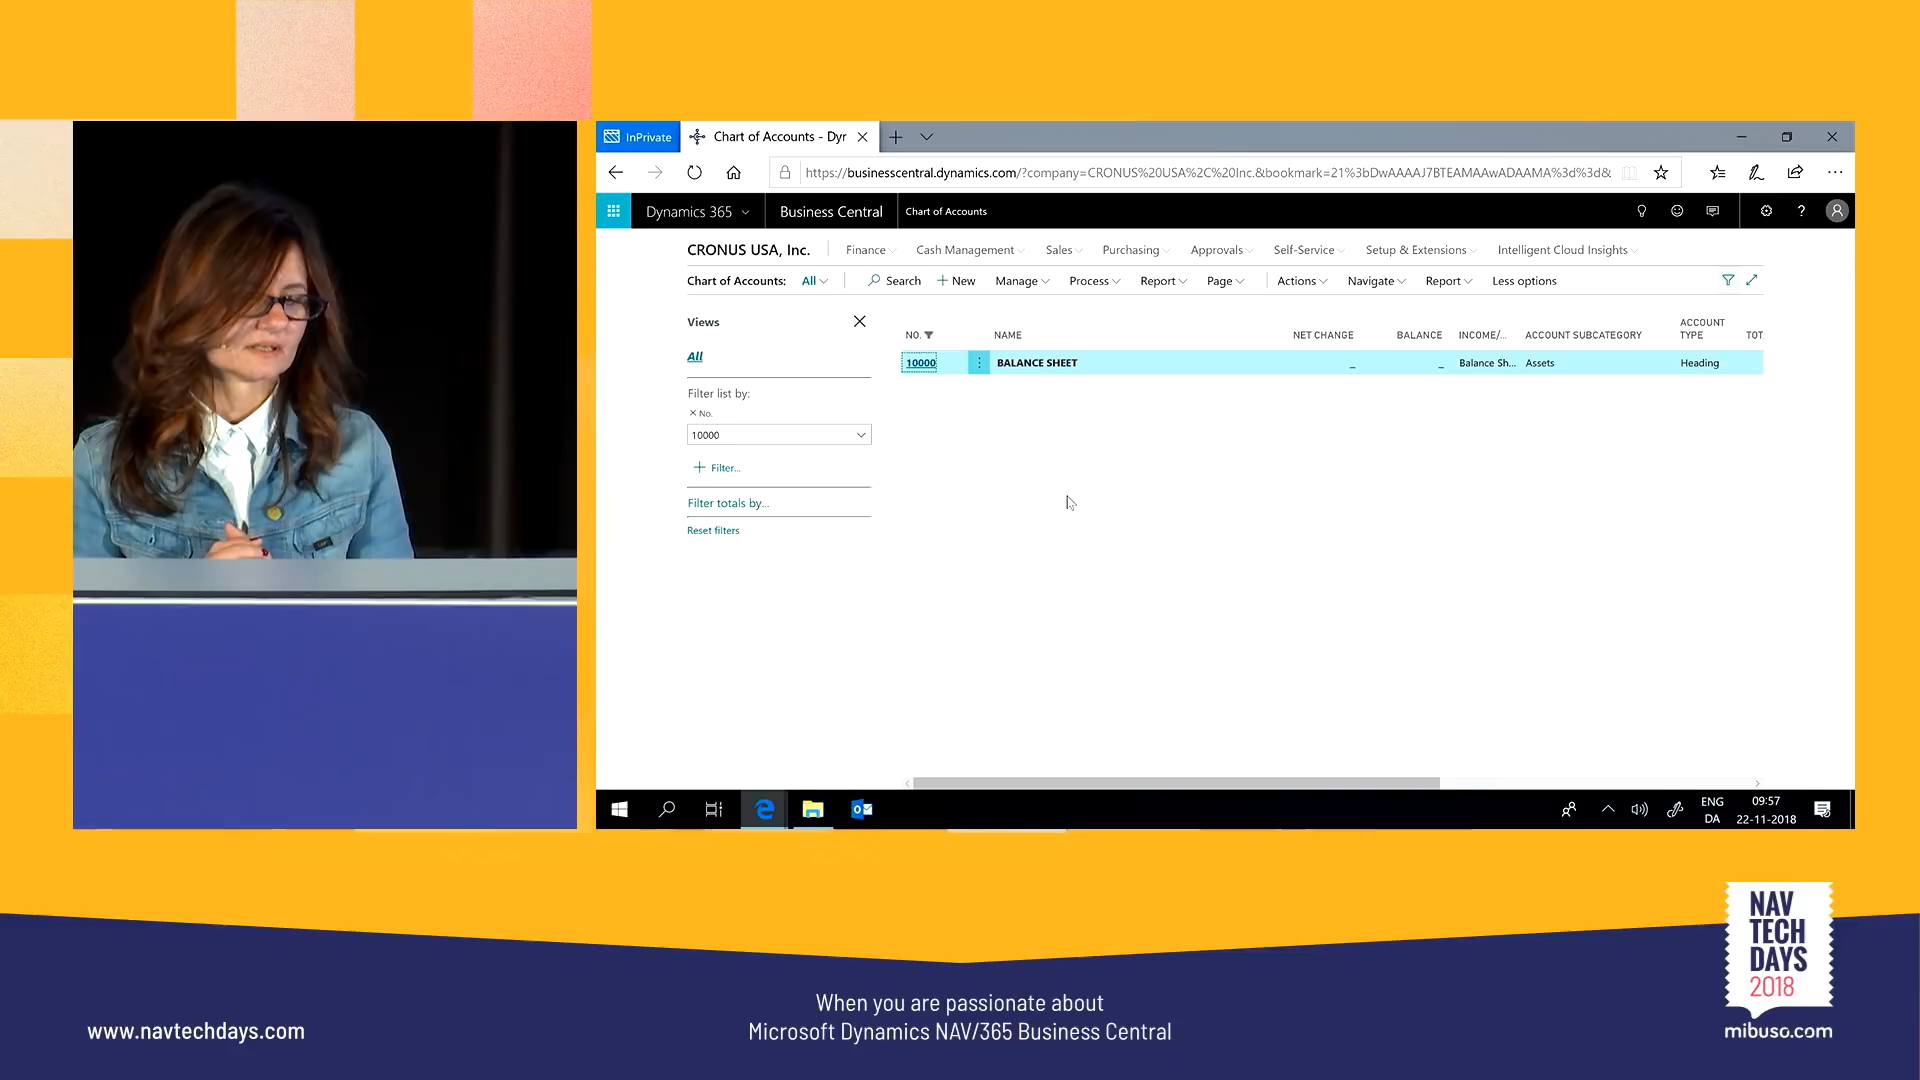 InPrivate
Chart of Accounts - Dyr
https://businesscentral.dynamics.com/?company=CRONUS%20USA%2C%20Inc.&bookmark=21%3bDwAAAAJ7BTEAMAAwADAAMA%3d%3d&
Dynamics 365
Business Central
Chart of Accounts
?
CRONUS USA, Inc.
Finance
Cash Management
Sales
Purchasing
Approvals
Self-Service
Setup & Extensions
Intelligent Cloud Insights
Chart of Accounts:
All
Search
New
Manage
Process
Report
Page
Actions
Navigate
Report
Less options
Views
All
Filter list by:
× No.
10000
Filter...
Filter totals by...
Reset filters
NO.
NAME
NET CHANGE
BALANCE
INCOME/...
ACCOUNT SUBCATEGORY
ACCOUNT
TYPE
TOT
10000
BALANCE SHEET
_
_
Balance Sh...
Assets
Heading
ENG
DA
09:57
22-11-2018
NAV
TECH
DAYS
2018
mibuso.com
www.navtechdays.com
When you are passionate about
Microsoft Dynamics NAV/365 Business Central